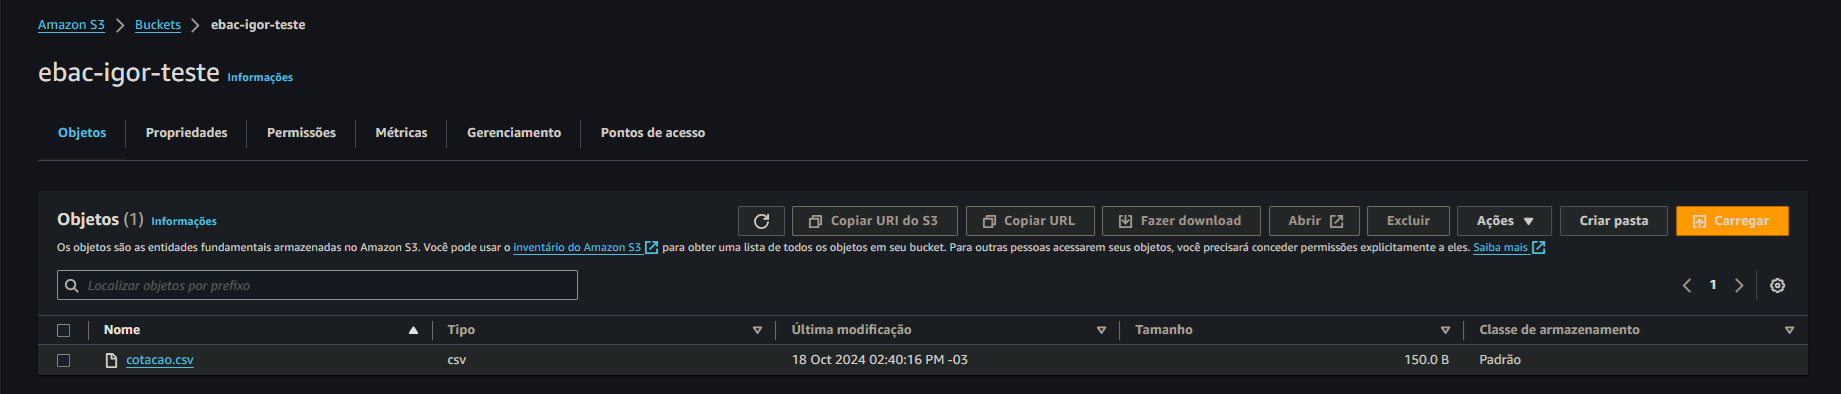 Amazon S3 > Buckets > ebac-igor-teste
ebac-igor-teste Informações
Objetos Propriedades Permissões Métricas Gerenciamento Pontos de acesso
Objetos (1) Informações Copiar URI do S3 Copiar URL Fazer download Abrir Excluir Ações Criar pasta Carregar
Os objetos são as entidades fundamentais armazenadas no Amazon S3. Você pode usar o inventário do Amazon S3 para obter uma lista de todos os objetos em seu bucket. Para outras pessoas acessarem seus objetos, você precisará conceder permissões explicitamente a eles. Saiba mais
Localizar objetos por prefixo < 1 >
Nome Tipo Última modificação Tamanho Classe de armazenamento
cotacao.csv csv 18 Oct 2024 02:40:16 PM -03 150.0 B Padrão